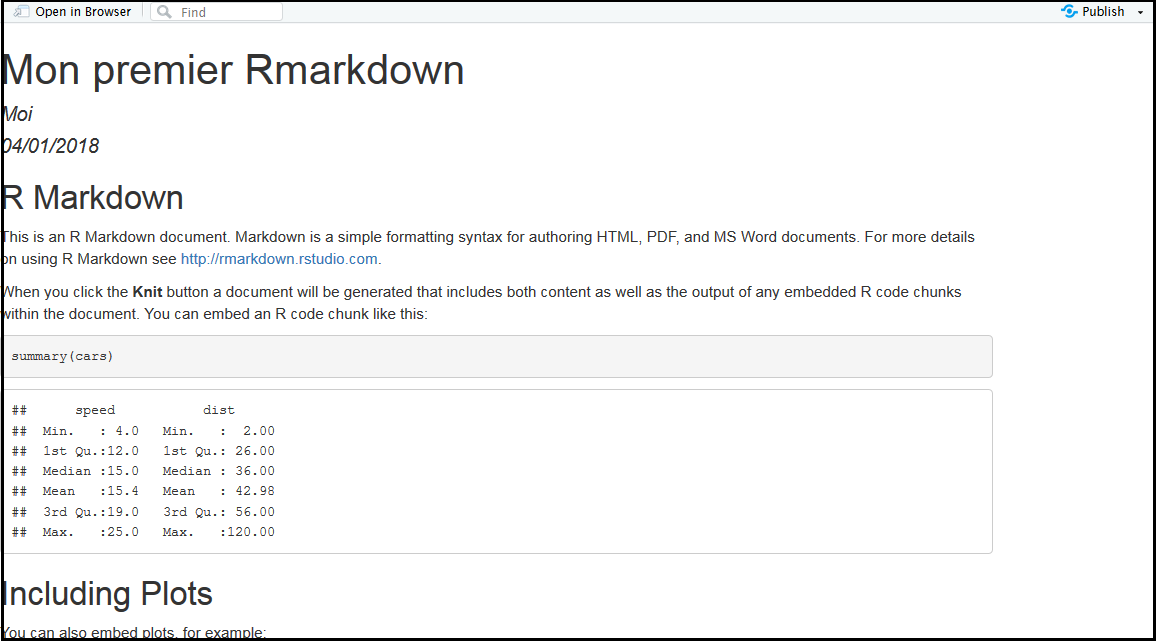 Open in Browser Find Publish
Mon premier Rmarkdown
Moi
04/01/2018
R Markdown
This is an R Markdown document. Markdown is a simple formatting syntax for authoring HTML, PDF, and MS Word documents. For more details
on using R Markdown see http://rmarkdown.rstudio.com.
When you click the Knit button a document will be generated that includes both content as well as the output of any embedded R code chunks
within the document. You can embed an R code chunk like this:
summary(cars)
##      speed           dist
##  Min.   : 4.0   Min.   :  2.00
##  1st Qu.:12.0   1st Qu.: 26.00
##  Median :15.0   Median : 36.00
##  Mean   :15.4   Mean   : 42.98
##  3rd Qu.:19.0   3rd Qu.: 56.00
##  Max.   :25.0   Max.   :120.00
Including Plots
You can also embed plots, for example: